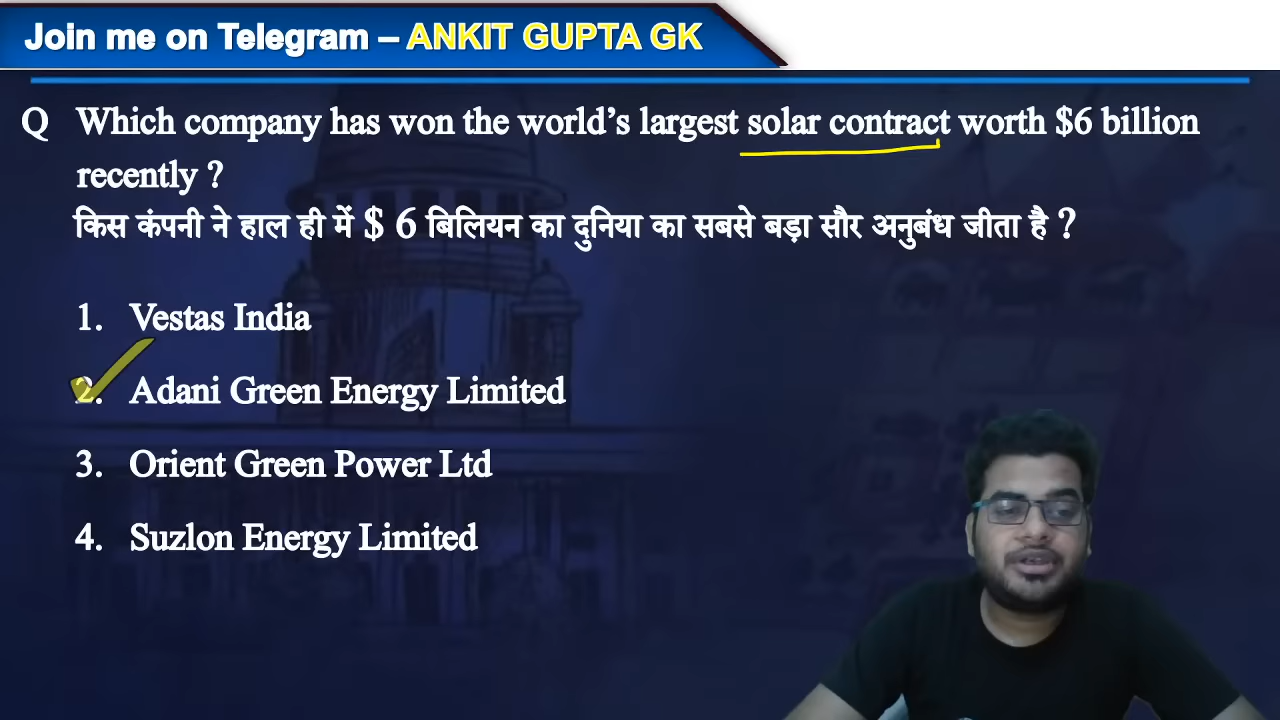 Join me on Telegram – ANKIT GUPTA GK
Q Which company has won the world’s largest solar contract worth $6 billion
recently ?
किस कंपनी ने हाल ही में $ 6 बिलियन का दुनिया का सबसे बड़ा सौर अनुबंध जीता है ?
1. Vestas India
2. Adani Green Energy Limited
3. Orient Green Power Ltd
4. Suzlon Energy Limited